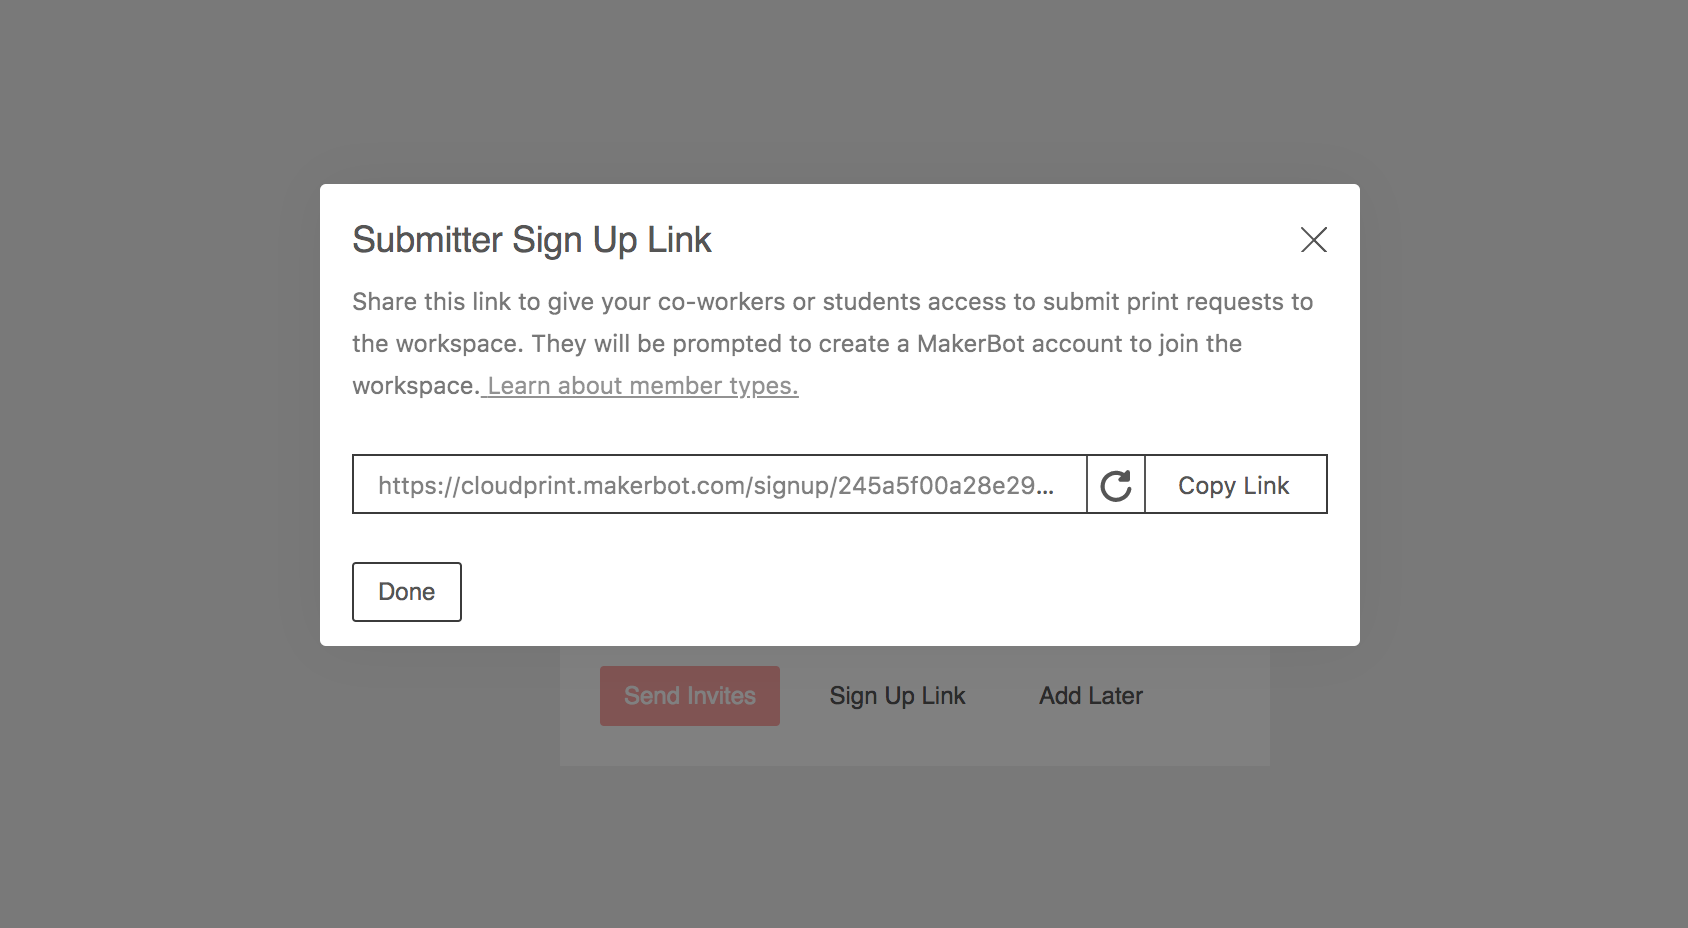 Submitter Sign Up Link
Share this link to give your co-workers or students access to submit print requests to
the workspace. They will be prompted to create a MakerBot account to join the
workspace. Learn about member types.
https://cloudprint.makerbot.com/signup/245a5f00a28e29... Copy Link
Done
Send Invites Sign Up Link Add Later